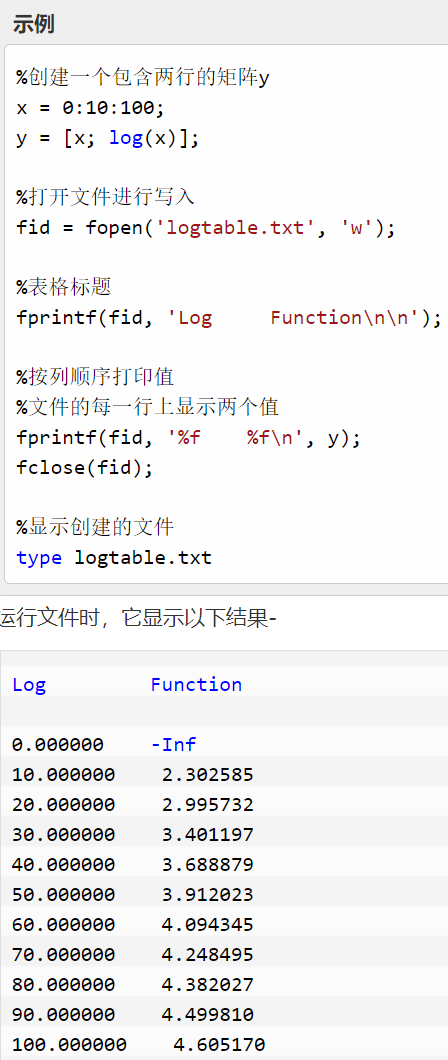 示例
%创建一个包含两行的矩阵y
x = 0:10:100;
y = [x; log(x)];
%打开文件进行写入
fid = fopen('logtable.txt', 'w');
%表格标题
fprintf(fid, 'Log     Function\n\n');
%按列顺序打印值
%文件的每一行上显示两个值
fprintf(fid, '%f    %f\n', y);
fclose(fid);
%显示创建的文件
type logtable.txt
运行文件时，它显示以下结果-
Log         Function
0.000000    -Inf
10.000000    2.302585
20.000000    2.995732
30.000000    3.401197
40.000000    3.688879
50.000000    3.912023
60.000000    4.094345
70.000000    4.248495
80.000000    4.382027
90.000000    4.499810
100.000000    4.605170